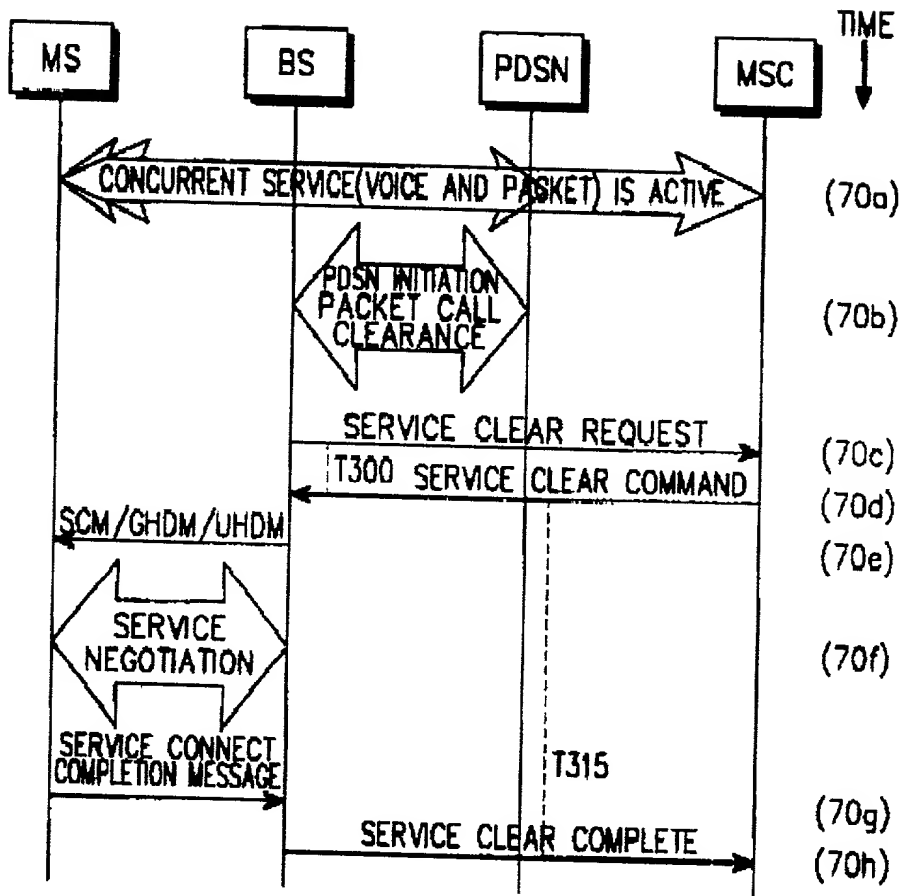 TIME
MS
BS
PDSN
MSC
CONCURRENT SERVICE(VOICE AND PACKET) IS ACTIVE
(70a)
PDSN INITIATION
PACKET CALL
CLEARANCE
(70b)
SERVICE CLEAR REQUEST
(70c)
T300
SERVICE CLEAR COMMAND
(70d)
SCM/GHDM/UHDM
(70e)
SERVICE
NEGOTIATION
(70f)
SERVICE CONNECT
COMPLETION MESSAGE
T315
(70g)
SERVICE CLEAR COMPLETE
(70h)